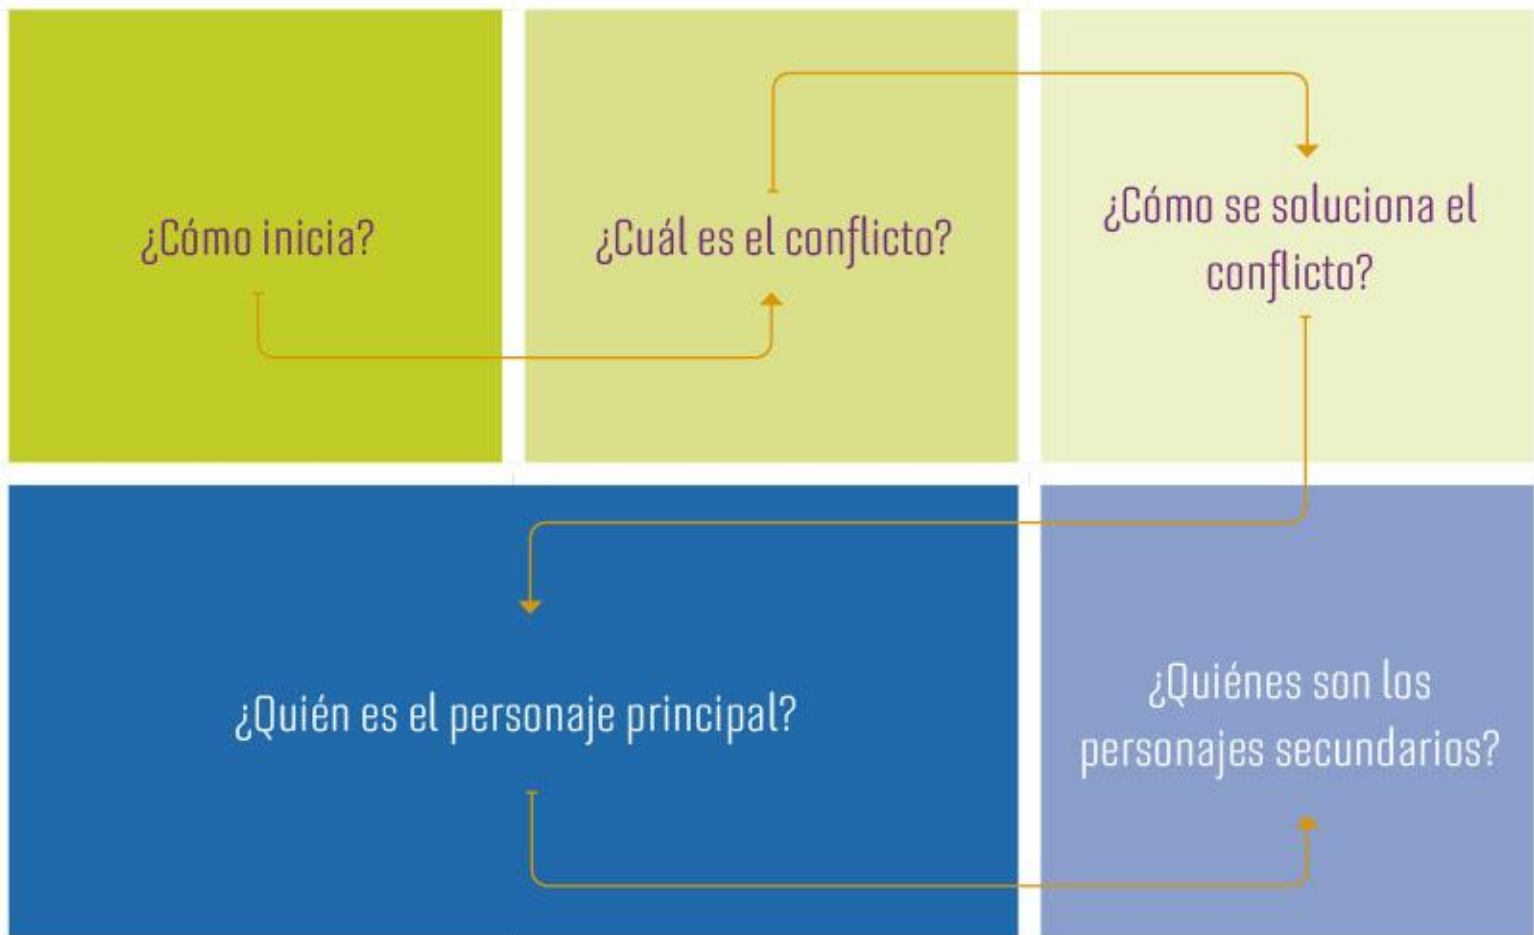 ¿Cómo inicia?
¿Cuál es el conflicto?
¿Cómo se soluciona el
conflicto?
¿Quién es el personaje principal?
¿Quiénes son los
personajes secundarios?